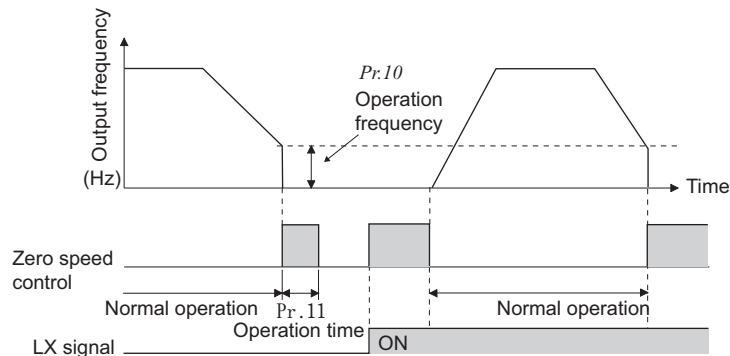 Output frequency
(Hz)
Pr.10
Operation
frequency
Time
Zero speed
control
Normal operation
Pr.11
Operation time
Normal operation
LX signal
ON